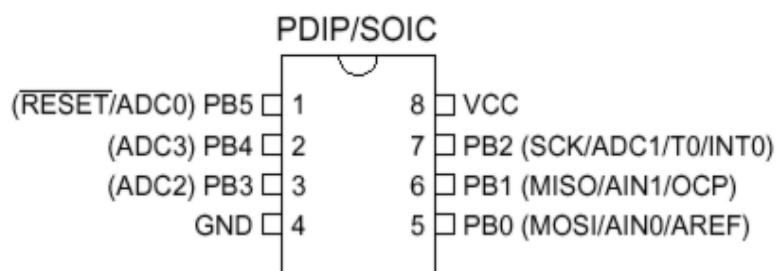 PDIP/SOIC
(RESET/ADC0) PB5 1 8 VCC
(ADC3) PB4 2 7 PB2 (SCK/ADC1/T0/INT0)
(ADC2) PB3 3 6 PB1 (MISO/AIN1/OCP)
GND 4 5 PB0 (MOSI/AIN0/AREF)